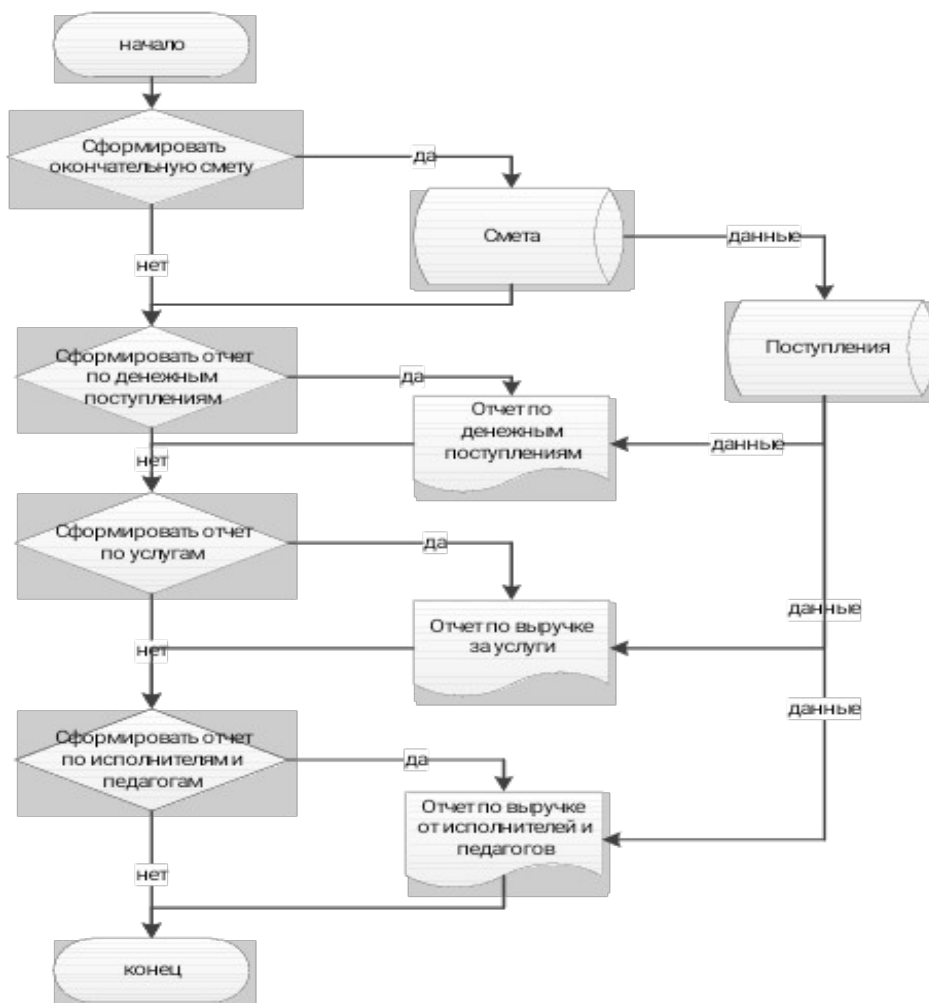 начало
Сформировать
окончательную смету
да
Смета
данные
нет
Поступления
Сформировать отчет
по денежным
поступлениям
да
Отчет по
денежным
поступлениям
данные
нет
Сформировать отчет
по услугам
да
данные
Отчет по выручке
за услуги
нет
данные
Сформировать отчет
по исполнителям и
педагогам
да
Отчет по выручке
от исполнителей и
педагогов
нет
конец